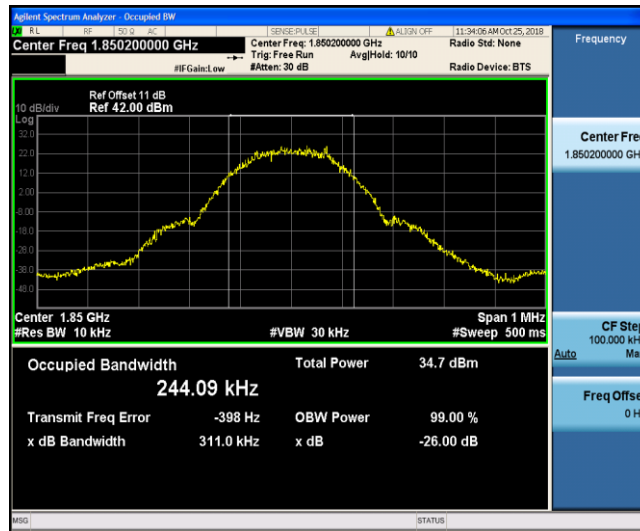 Agilent Spectrum Analyzer - Occupied BW
RL RF 50 Ω AC SENSE:PULSE ALIGN OFF 11:34:06 AM Oct 25, 2018
Center Freq 1.850200000 GHz Center Freq: 1.850200000 GHz Radio Std: None
Trig: Free Run Avg|Hold: 10/10
#IFGain:Low #Atten: 30 dB Radio Device: BTS
Frequency
Ref Offset 11 dB
10 dB/div Ref 42.00 dBm
Log
32.0
22.0
12.0
2.00
-8.00
-18.0
-28.0
-38.0
-48.0
Center 1.85 GHz Span 1 MHz
#Res BW 10 kHz #VBW 30 kHz #Sweep 500 ms
Occupied Bandwidth Total Power 34.7 dBm
244.09 kHz
Transmit Freq Error -398 Hz OBW Power 99.00 %
x dB Bandwidth 311.0 kHz x dB -26.00 dB
Center Fre
1.850200000 GH
CF Step
100.000 kH
Auto Ma
Freq Offse
0 H
MSG STATUS